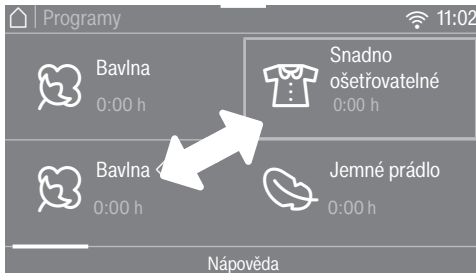 Programy
11:02
Bavlna
0:00 h
Snadno
ošetřovatelné
0:00 h
Bavlna
0:00 h
Jemné prádlo
0:00 h
Nápověda